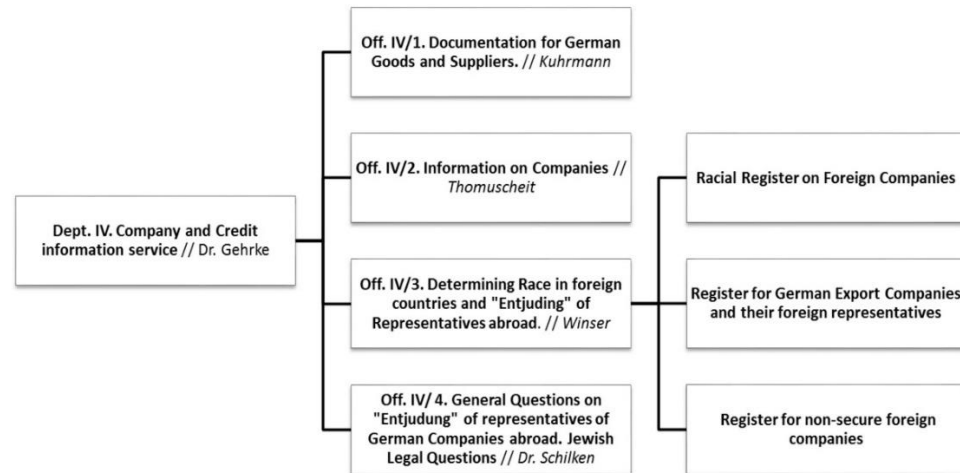 Dept. IV. Company and Credit
information service // Dr. Gehrke
Off. IV/1. Documentation for German
Goods and Suppliers. // Kuhrmann
Off. IV/2. Information on Companies //
Thomuscheit
Off. IV/3. Determining Race in foreign
countries and "Entjuding" of
Representatives abroad. // Winser
Off. IV/ 4. General Questions on
"Entjudung" of representatives of
German Companies abroad. Jewish
Legal Questions // Dr. Schilken
Racial Register on Foreign Companies
Register for German Export Companies
and their foreign representatives
Register for non-secure foreign
companies